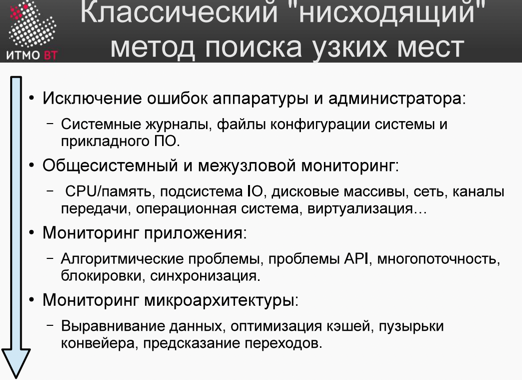 Классический "нисходящий"
метод поиска узких мест
ИТМО ВТ
• Исключение ошибок аппаратуры и администратора:
– Системные журналы, файлы конфигурации системы и
прикладного ПО.
• Общесистемный и межузловой мониторинг:
– CPU/память, подсистема IO, дисковые массивы, сеть, каналы
передачи, операционная система, виртуализация…
• Мониторинг приложения:
– Алгоритмические проблемы, проблемы API, многопоточность,
блокировки, синхронизация.
• Мониторинг микроархитектуры:
– Выравнивание данных, оптимизация кэшей, пузырьки
конвейера, предсказание переходов.